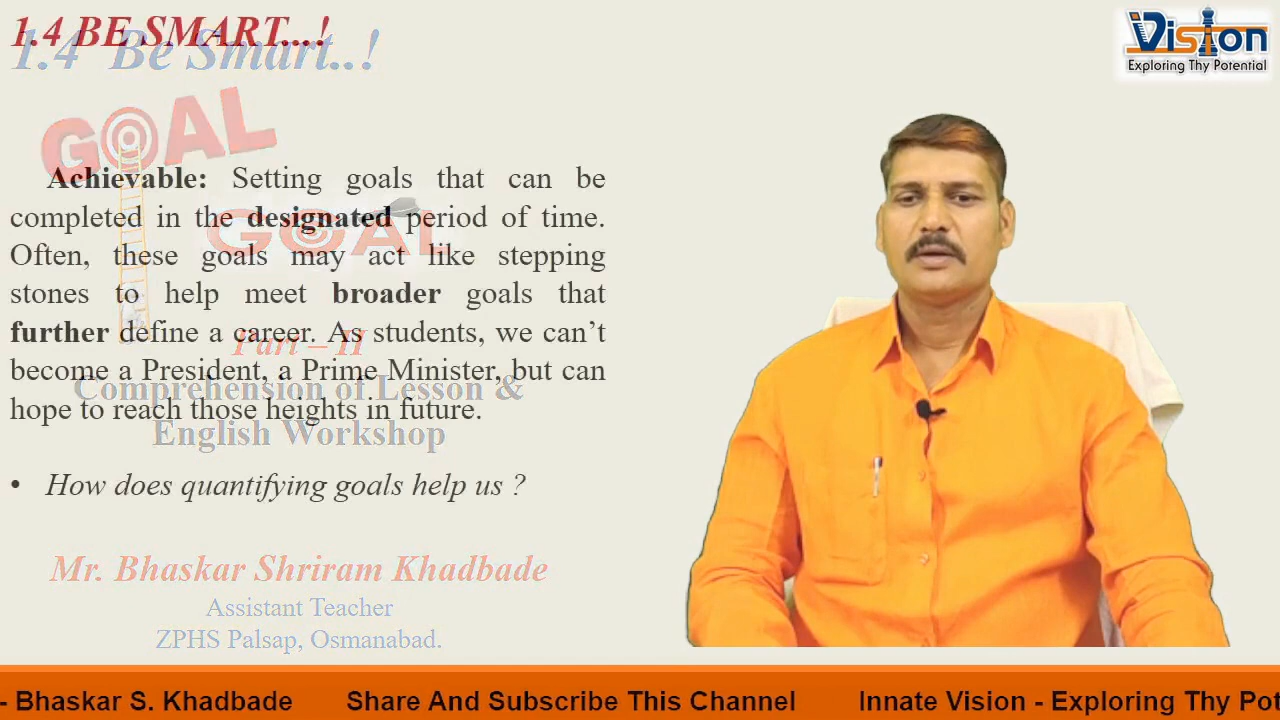 1.4 BE SMART...!
1.4 Be Smart..!
GOAL
Achievable: Setting goals that can be
completed in the designated period of time.
GOAL
Often, these goals may act like stepping
stones to help meet broader goals that
further define a career. As students, we can’t
Part – II
become a President, a Prime Minister, but can
Comprehension of Lesson &
hope to reach those heights in future.
English Workshop
• How does quantifying goals help us ?
Mr. Bhaskar Shriram Khadbade
Assistant Teacher
ZPHS Palsap, Osmanabad.
Vision
Exploring Thy Potential
- Bhaskar S. Khadbade Share And Subscribe This Channel Innate Vision - Exploring Thy Pot